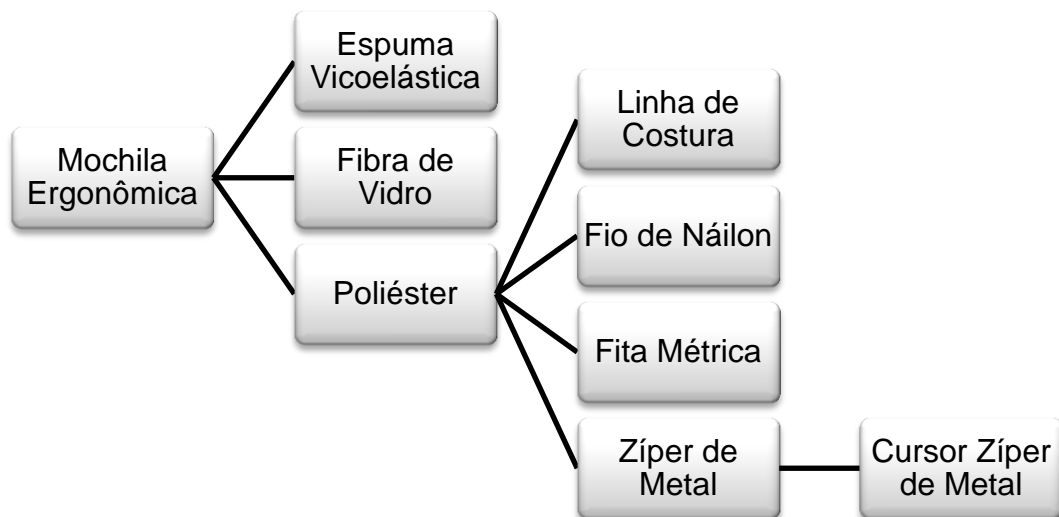 Mochila
Ergonômica
Espuma
Vicoelástica
Fibra de
Vidro
Poliéster
Linha de
Costura
Fio de Náilon
Fita Métrica
Zíper de
Metal
Cursor Zíper
de Metal